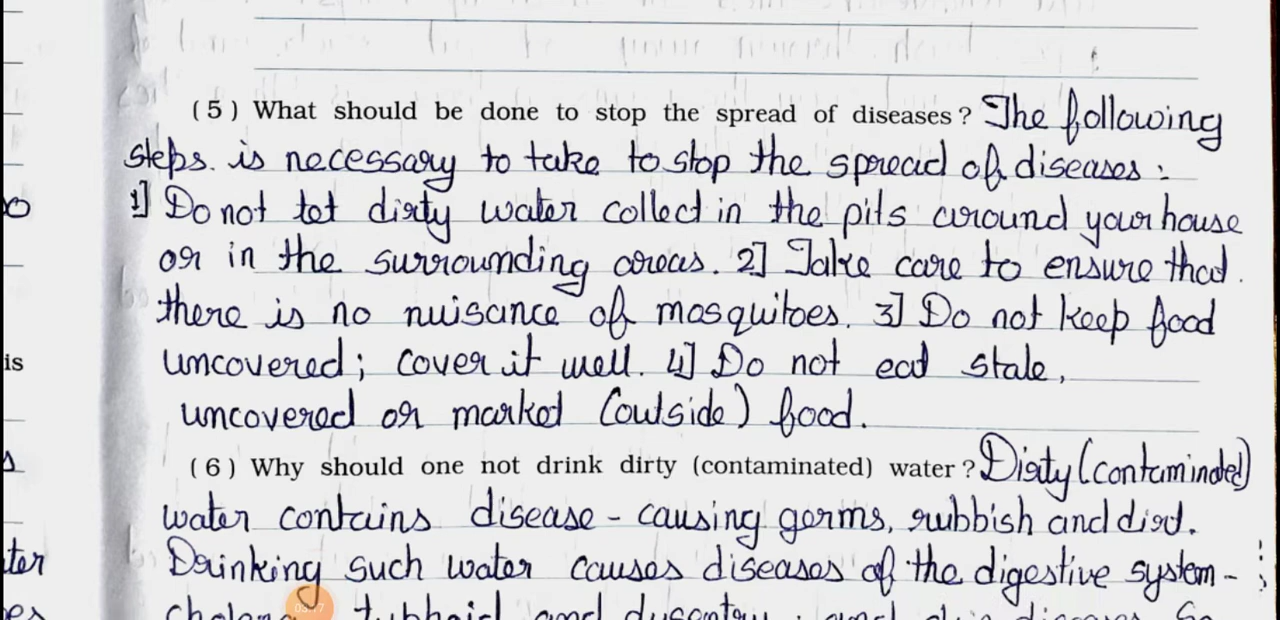 (5) What should be done to stop the spread of diseases? The following
steps. is necessary to take to stop the spread of diseases :
1] Do not tet dirty water collect in the pits around your house
or in the surrounding areas. 2] Take care to ensure that.
there is no nuisance of mosquitoes. 3] Do not keep food
is
uncovered; cover it well. 4] Do not eat stale,
uncovered or market (outside) food.
(6) Why should one not drink dirty (contaminated) water? Dirty (contaminated)
water contains disease - causing germs, rubbish and dirt.
Drinking such water causes diseases of the digestive system -